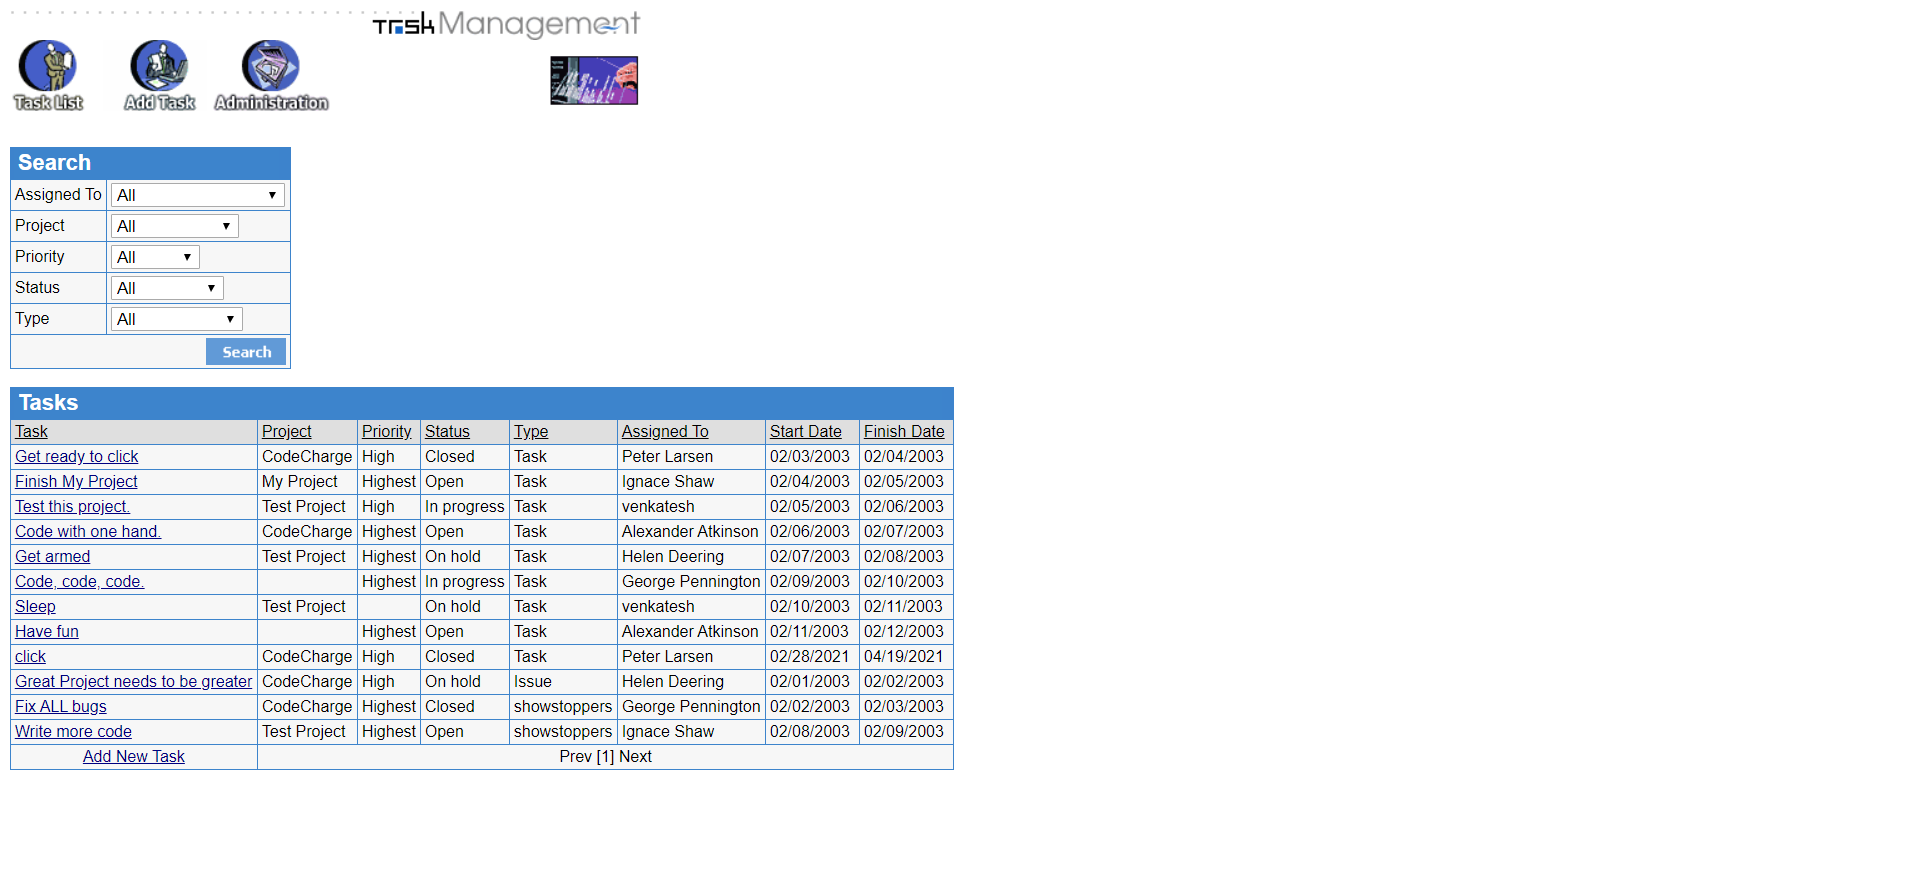 Task Management
Task List Add Task Administration
Search
Assigned To All
Project All
Priority All
Status All
Type All
Search
Tasks
Task Project Priority Status Type Assigned To Start Date Finish Date
Get ready to click CodeCharge High Closed Task Peter Larsen 02/03/2003 02/04/2003
Finish My Project My Project Highest Open Task Ignace Shaw 02/04/2003 02/05/2003
Test this project. Test Project High In progress Task venkatesh 02/05/2003 02/06/2003
Code with one hand. CodeCharge Highest Open Task Alexander Atkinson 02/06/2003 02/07/2003
Get armed Test Project Highest On hold Task Helen Deering 02/07/2003 02/08/2003
Code, code, code. Highest In progress Task George Pennington 02/09/2003 02/10/2003
Sleep Test Project On hold Task venkatesh 02/10/2003 02/11/2003
Have fun Highest Open Task Alexander Atkinson 02/11/2003 02/12/2003
click CodeCharge High Closed Task Peter Larsen 02/28/2021 04/19/2021
Great Project needs to be greater CodeCharge High On hold Issue Helen Deering 02/01/2003 02/02/2003
Fix ALL bugs CodeCharge Highest Closed showstoppers George Pennington 02/02/2003 02/03/2003
Write more code Test Project Highest Open showstoppers Ignace Shaw 02/08/2003 02/09/2003
Add New Task Prev [1] Next